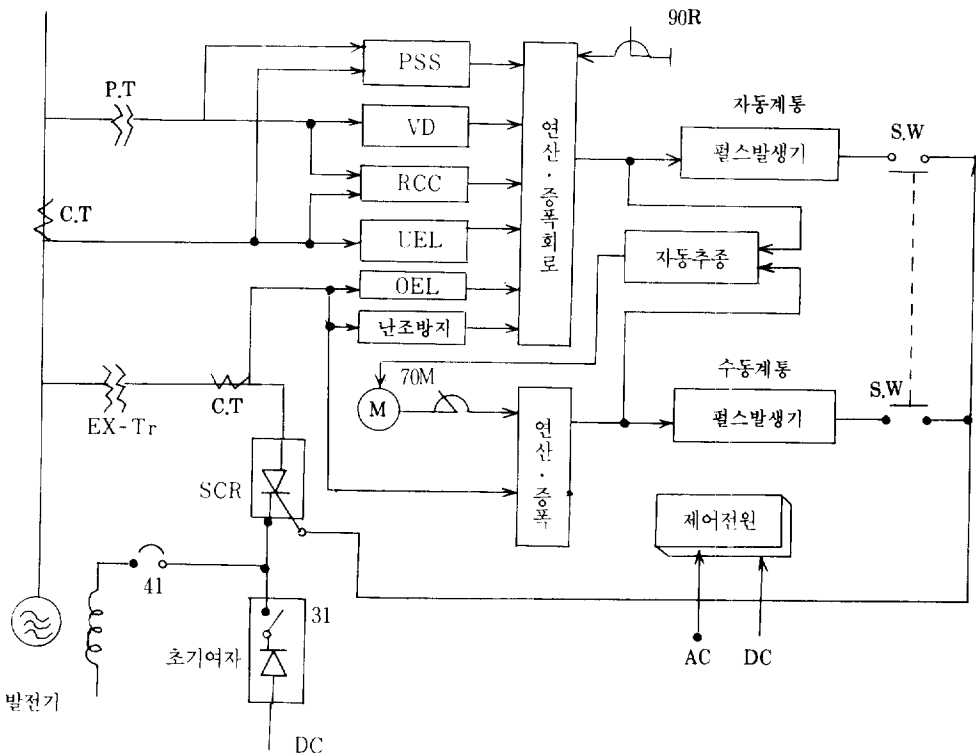 90R
P.T
PSS
VD
RCC
UEL
OEL
난조방지
연산·증폭회로
자동계통
펄스발생기
S.W
C.T
자동추종
EX-Tr
C.T
70M
M
연산·증폭
수동계통
펄스발생기
S.W
SCR
제어전원
41
31
초기여자
AC
DC
발전기
DC